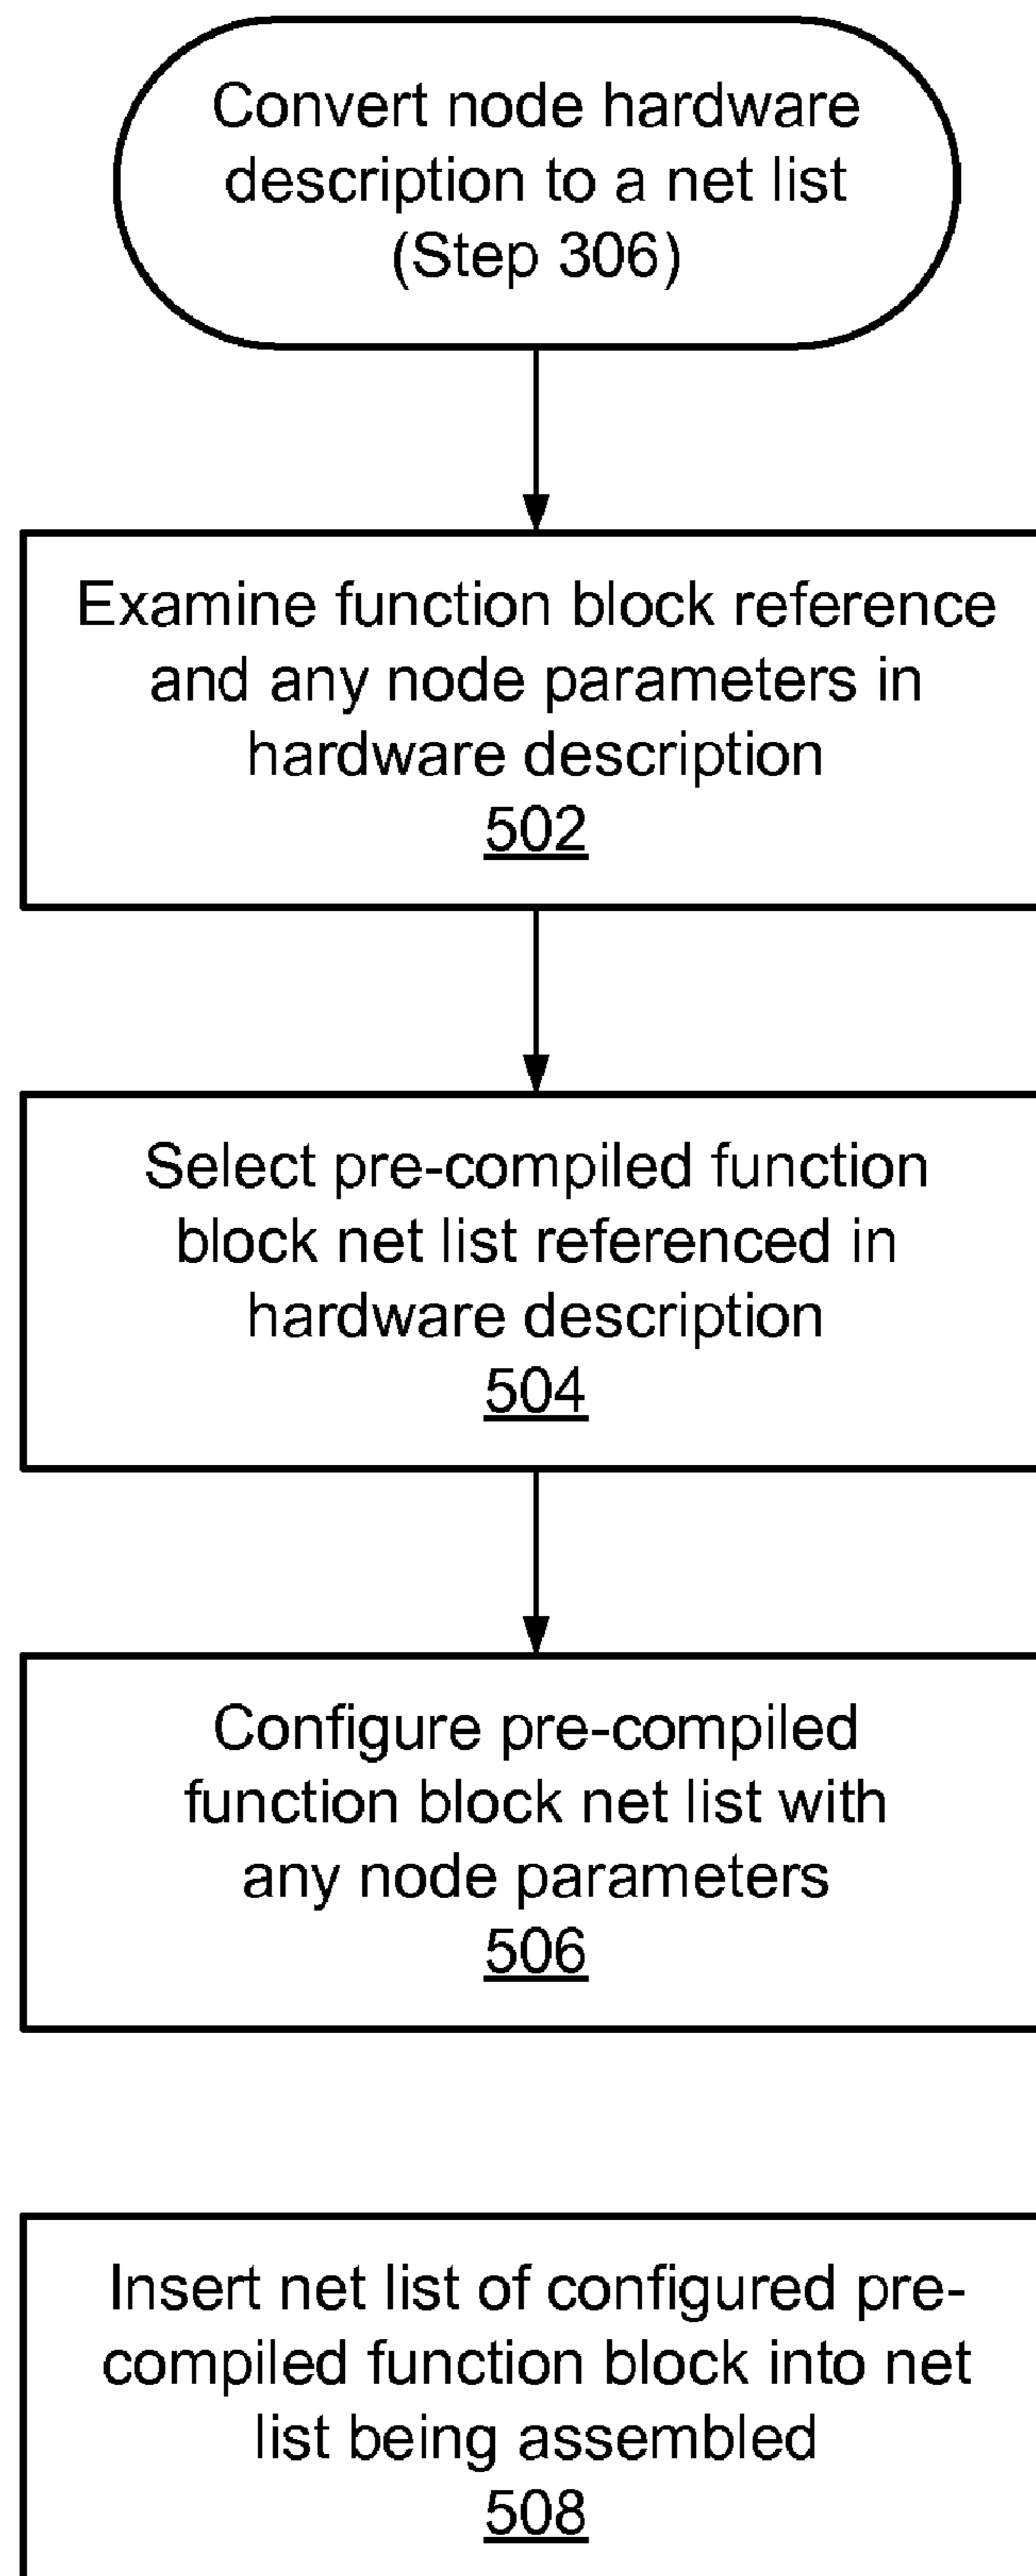 Convert node hardware
description to a net list
(Step 306)
Examine function block reference
and any node parameters in
hardware description
502
Select pre-compiled function
block net list referenced in
hardware description
504
Configure pre-compiled
function block net list with
any node parameters
506
Insert net list of configured pre-
compiled function block into net
list being assembled
508